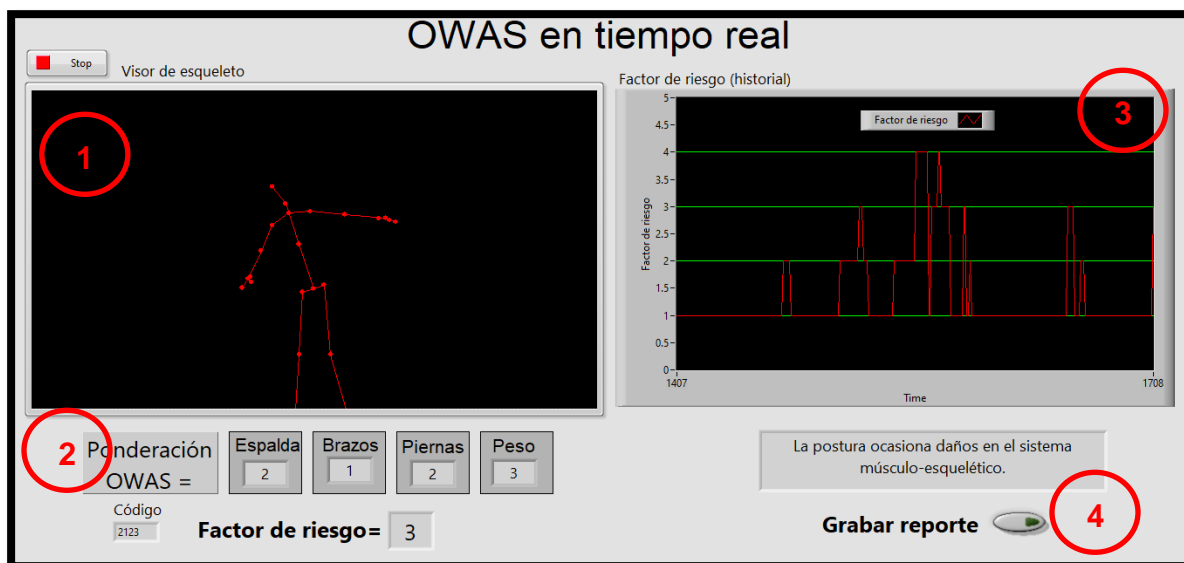 OWAS en tiempo real
Stop
Visor de esqueleto
1
Factor de riesgo (historial)
3
Factor de riesgo
5
4.5
4
3.5
3
2.5
2
1.5
1
0.5
0
Factor de riesgo
1407
1708
Time
2
Ponderación
OWAS =
Espalda
2
Brazos
1
Piernas
2
Peso
3
Código
2123
Factor de riesgo= 3
La postura ocasiona daños en el sistema
músculo-esquelético.
Grabar reporte
4